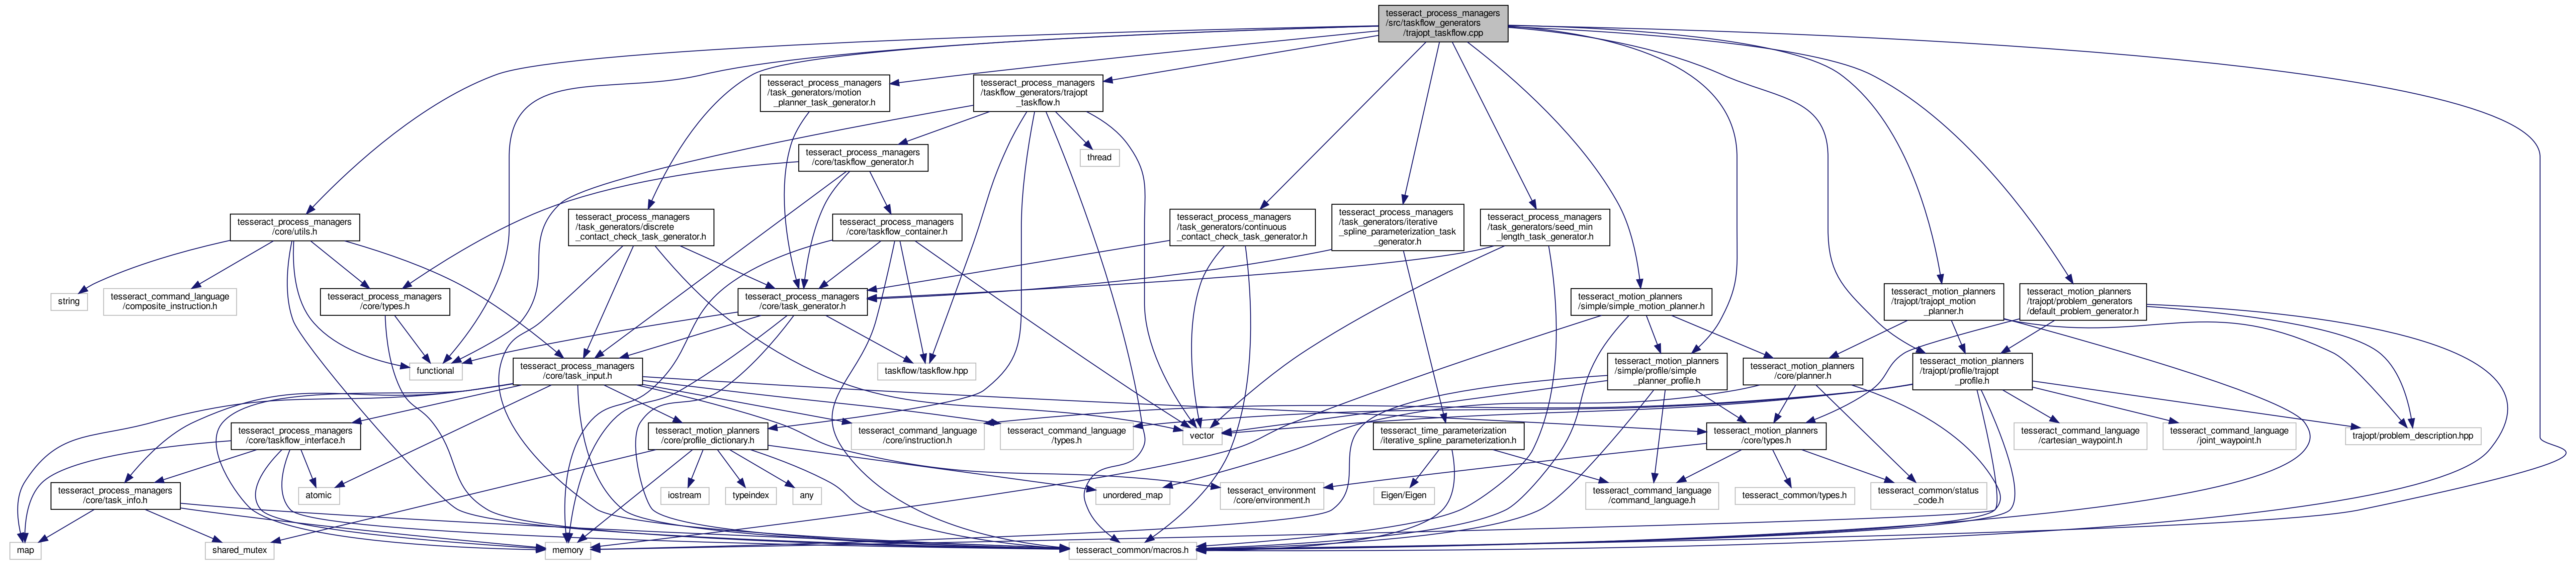 tesseract_process_managers
/src/taskflow_generators
/trajopt_taskflow.cpp
tesseract_process_managers
/task_generators/motion
_planner_task_generator.h
tesseract_process_managers
/taskflow_generators/trajopt
_taskflow.h
tesseract_process_managers
/core/taskflow_generator.h
thread
tesseract_process_managers
/core/utils.h
tesseract_process_managers
/task_generators/discrete
_contact_check_task_generator.h
tesseract_process_managers
/core/taskflow_container.h
tesseract_process_managers
/task_generators/continuous
_contact_check_task_generator.h
tesseract_process_managers
/task_generators/iterative
_spline_parameterization_task
_generator.h
tesseract_process_managers
/task_generators/seed_min
_length_task_generator.h
string
tesseract_command_language
/composite_instruction.h
tesseract_process_managers
/core/types.h
tesseract_process_managers
/core/task_generator.h
tesseract_motion_planners
/simple/simple_motion_planner.h
tesseract_motion_planners
/trajopt/trajopt_motion
_planner.h
tesseract_motion_planners
/trajopt/problem_generators
/default_problem_generator.h
functional
tesseract_process_managers
/core/task_input.h
taskflow/taskflow.hpp
tesseract_motion_planners
/simple/profile/simple
_planner_profile.h
tesseract_motion_planners
/core/planner.h
tesseract_motion_planners
/trajopt/profile/trajopt
_profile.h
tesseract_process_managers
/core/taskflow_interface.h
tesseract_motion_planners
/core/profile_dictionary.h
tesseract_command_language
/core/instruction.h
tesseract_command_language
/types.h
vector
tesseract_time_parameterization
/iterative_spline_parameterization.h
tesseract_motion_planners
/core/types.h
tesseract_command_language
/cartesian_waypoint.h
tesseract_command_language
/joint_waypoint.h
trajopt/problem_description.hpp
tesseract_process_managers
/core/task_info.h
atomic
iostream
typeindex
any
unordered_map
tesseract_environment
/core/environment.h
Eigen/Eigen
tesseract_command_language
/command_language.h
tesseract_common/types.h
tesseract_common/status
_code.h
map
shared_mutex
memory
tesseract_common/macros.h